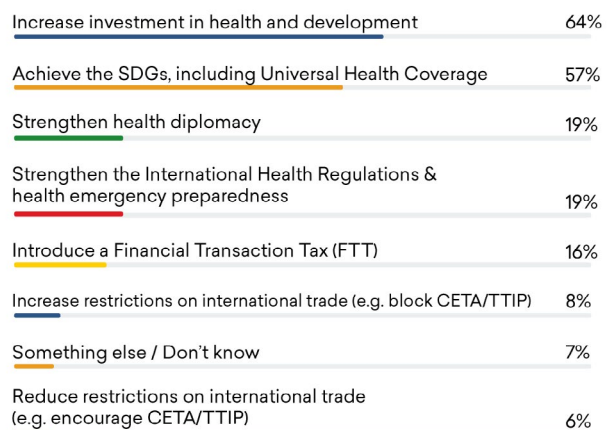 Increase investment in health and development 64%
Achieve the SDGs, including Universal Health Coverage 57%
Strengthen health diplomacy 19%
Strengthen the International Health Regulations &
health emergency preparedness 19%
Introduce a Financial Transaction Tax (FTT) 16%
Increase restrictions on international trade (e.g. block CETA/TTIP) 8%
Something else / Don't know 7%
Reduce restrictions on international trade
(e.g. encourage CETA/TTIP) 6%